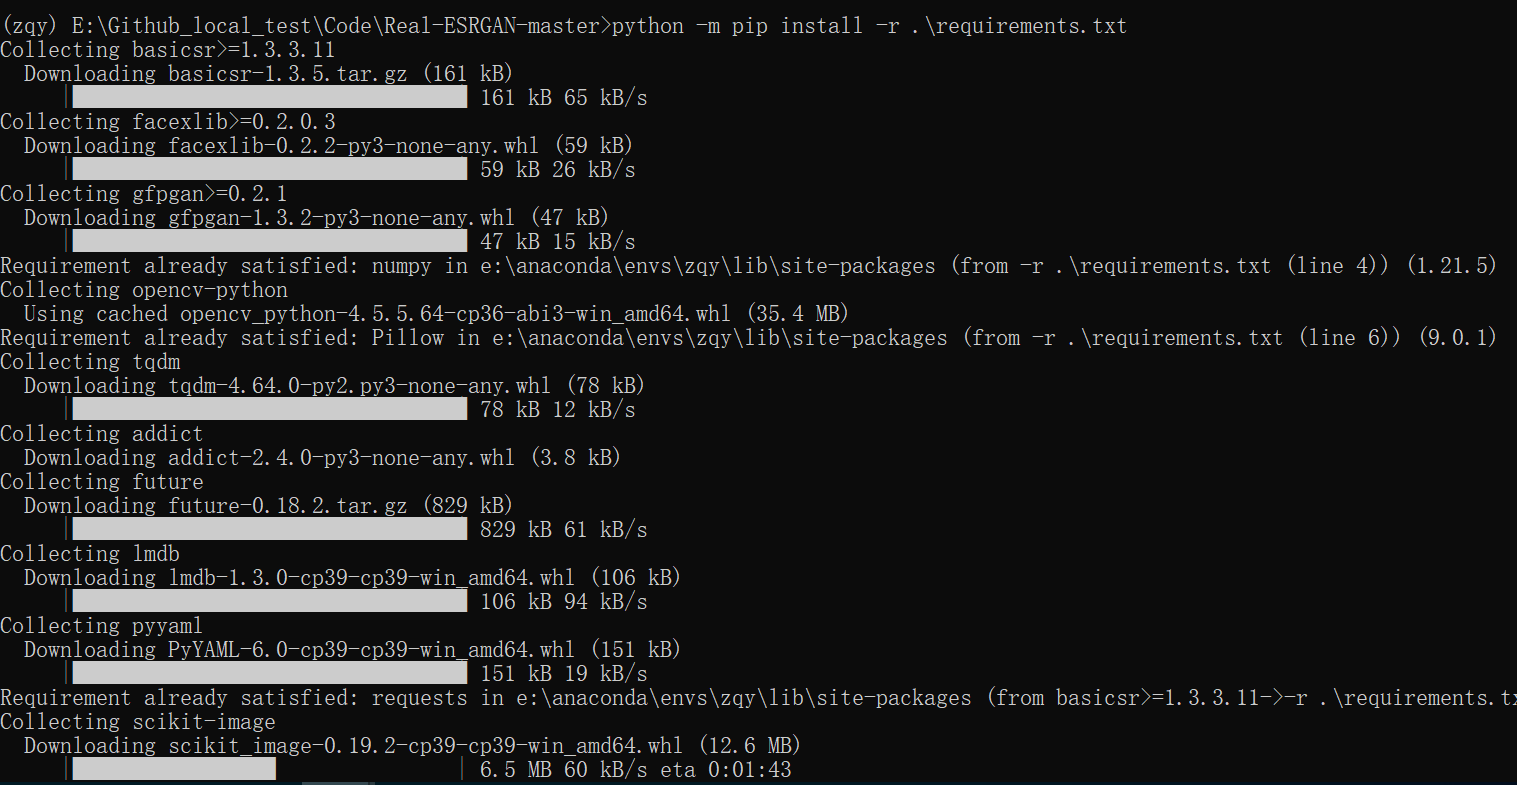 (zqy) E:\Github_local_test\Code\Real-ESRGAN-master>python -m pip install -r .\requirements.txt
Collecting basicsr>=1.3.3.11
  Downloading basicsr-1.3.5.tar.gz (161 kB)
     |████████████████████████████████| 161 kB 65 kB/s
Collecting facexlib>=0.2.0.3
  Downloading facexlib-0.2.2-py3-none-any.whl (59 kB)
     |████████████████████████████████| 59 kB 26 kB/s
Collecting gfpgan>=0.2.1
  Downloading gfpgan-1.3.2-py3-none-any.whl (47 kB)
     |████████████████████████████████| 47 kB 15 kB/s
Requirement already satisfied: numpy in e:\anaconda\envs\zqy\lib\site-packages (from -r .\requirements.txt (line 4)) (1.21.5)
Collecting opencv-python
  Using cached opencv_python-4.5.5.64-cp36-abi3-win_amd64.whl (35.4 MB)
Requirement already satisfied: Pillow in e:\anaconda\envs\zqy\lib\site-packages (from -r .\requirements.txt (line 6)) (9.0.1)
Collecting tqdm
  Downloading tqdm-4.64.0-py2.py3-none-any.whl (78 kB)
     |████████████████████████████████| 78 kB 12 kB/s
Collecting addict
  Downloading addict-2.4.0-py3-none-any.whl (3.8 kB)
Collecting future
  Downloading future-0.18.2.tar.gz (829 kB)
     |████████████████████████████████| 829 kB 61 kB/s
Collecting lmdb
  Downloading lmdb-1.3.0-cp39-cp39-win_amd64.whl (106 kB)
     |████████████████████████████████| 106 kB 94 kB/s
Collecting pyyaml
  Downloading PyYAML-6.0-cp39-cp39-win_amd64.whl (151 kB)
     |████████████████████████████████| 151 kB 19 kB/s
Requirement already satisfied: requests in e:\anaconda\envs\zqy\lib\site-packages (from basicsr>=1.3.3.11->-r .\requirements.tx
Collecting scikit-image
  Downloading scikit_image-0.19.2-cp39-cp39-win_amd64.whl (12.6 MB)
     |████████████████▌               | 6.5 MB 60 kB/s eta 0:01:43